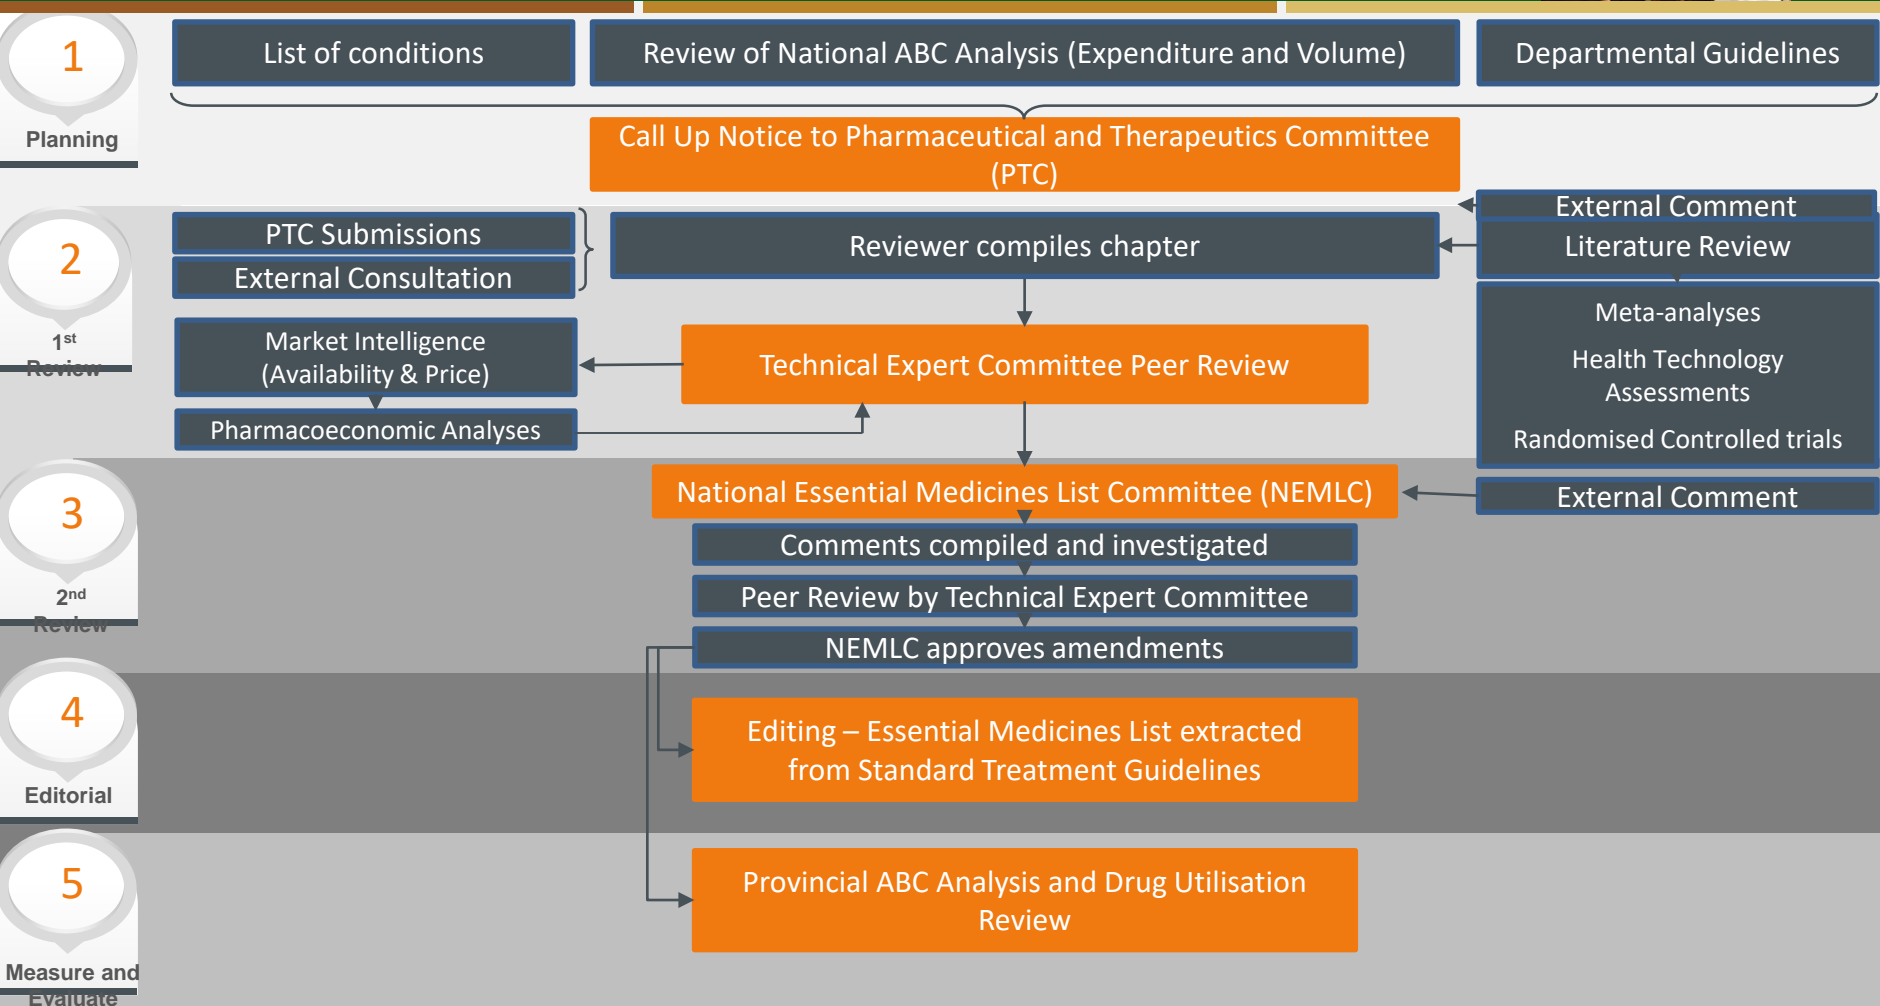 1
Planning
List of conditions
Review of National ABC Analysis (Expenditure and Volume)
Departmental Guidelines
Call Up Notice to Pharmaceutical and Therapeutics Committee
(PTC)
2
1st
Review
PTC Submissions
External Consultation
Reviewer compiles chapter
External Comment
Literature Review
Meta-analyses
Health Technology
Assessments
Randomised Controlled trials
Market Intelligence
(Availability & Price)
Technical Expert Committee Peer Review
Pharmacoeconomic Analyses
3
2nd
Review
National Essential Medicines List Committee (NEMLC)
External Comment
Comments compiled and investigated
Peer Review by Technical Expert Committee
NEMLC approves amendments
4
Editorial
Editing – Essential Medicines List extracted
from Standard Treatment Guidelines
5
Measure and
Evaluate
Provincial ABC Analysis and Drug Utilisation
Review